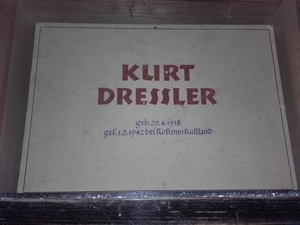 KURT
DRESSLER
geb. 29.4.1918
gef. 1.8.1942 bei Rostow/Rußland